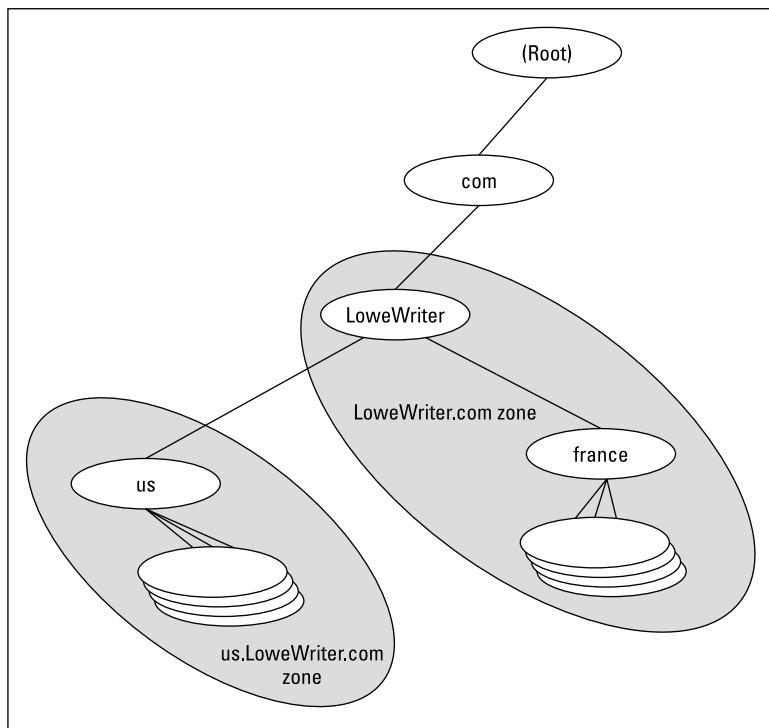 (Root)
com
LoweWriter
LoweWriter.com zone
france
us
us.LoweWriter.com
zone